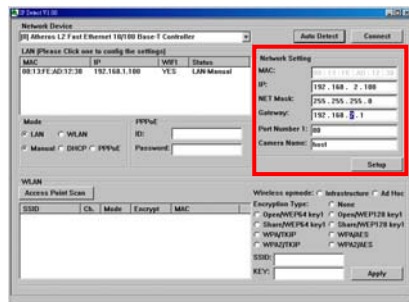 IP Detect V1.00
Network Device
[0] Atheros L2 Fast Ethernet 10/100 Base-T Controller
Auto Detect
Connect
LAN (Please Click one to config the settings)
MAC IP WIFI Status
00:13:FE:AD:12:30 192.168.1.100 YES LAN-Manual
Network Setting
MAC:
IP: 192.168.2.100
NET Mask: 255.255.255.0
Gateway: 192.168.2.1
Port Number 1: 80
Camera Name: host
Setup
Mode
LAN WLAN
Manual DHCP PPPoE
PPPoE
ID:
Password:
WLAN
Access Point Scan
SSID Ch. Mode Encrypt MAC
Wireless opmode: Infrastructure Ad Hoc
Encryption Type: None
Open/WEP64 key1 Open/WEP128 key1
Share/WEP64 key1 Share/WEP128 key1
WPA/TKIP WPA/AES
WPA2/TKIP WPA2/AES
SSID:
KEY:
Apply